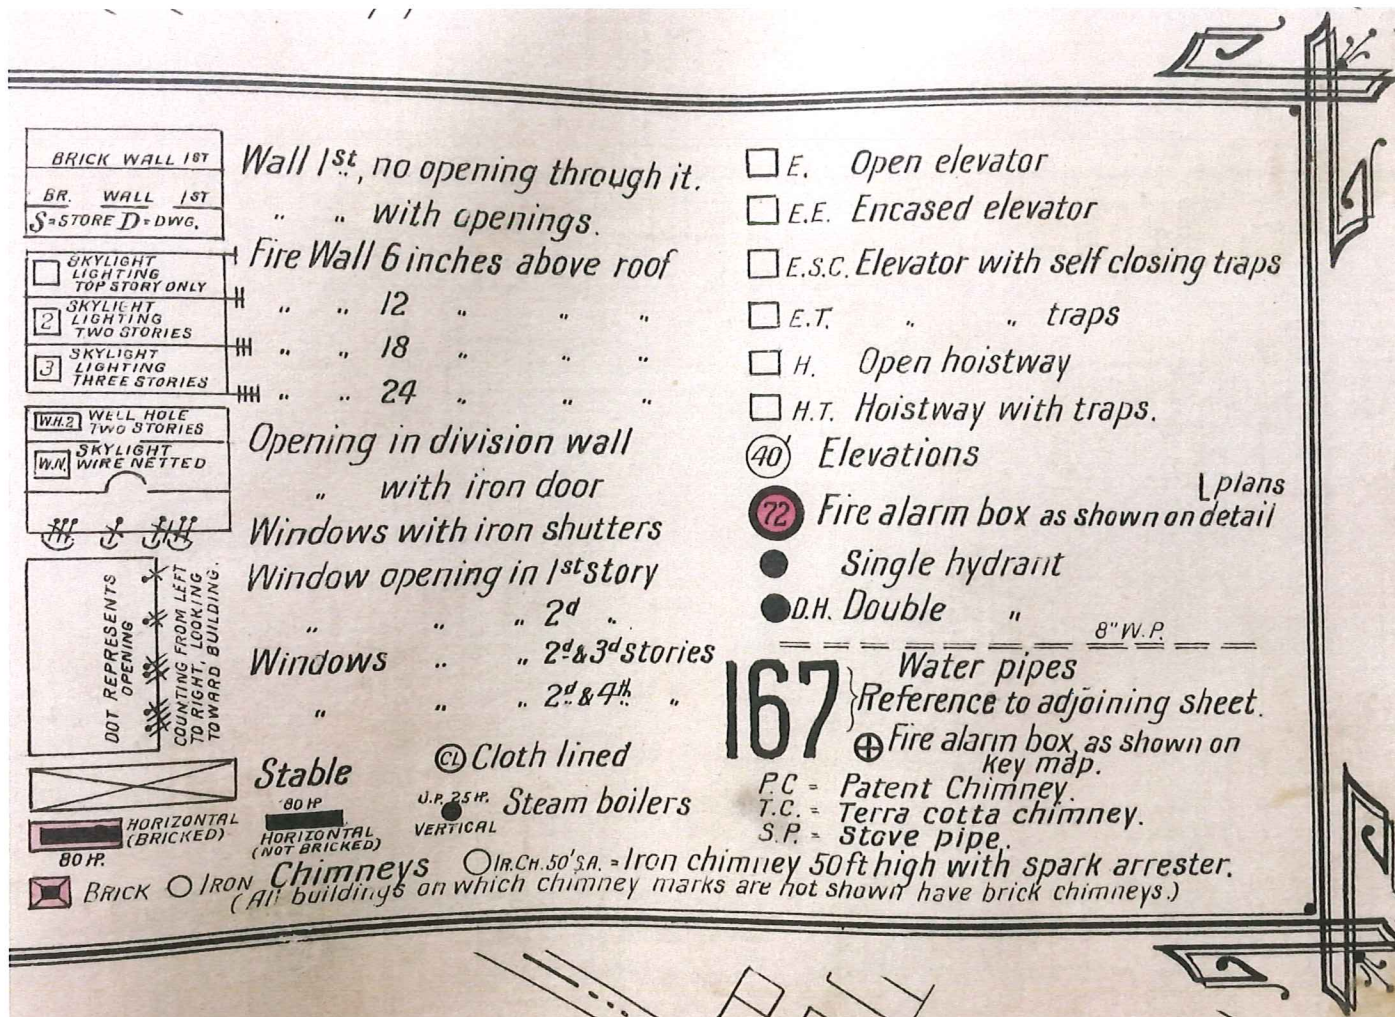 BRICK WALL 1ST
BR. WALL 1ST
S=STORE D=DWG.
SKYLIGHT
LIGHTING
TOP STORY ONLY
2 SKYLIGHT
LIGHTING
TWO STORIES
3 SKYLIGHT
LIGHTING
THREE STORIES
W.H.2 WELL HOLE
TWO STORIES
W.N. SKYLIGHT
WIRE NETTED
DOT REPRESENTS
OPENING
COUNTING FROM LEFT
TO RIGHT, LOOKING
TOWARD BUILDING.
Wall 1st, no opening through it.
" " with openings.
Fire Wall 6 inches above roof
" " 12 " " "
" " 18 " " "
" " 24 " " "
Opening in division wall
" with iron door
Windows with iron shutters
Window opening in 1st story
" " " 2d "
Windows " " 2d & 3d stories
" " " 2d & 4th "
Stable
CL Cloth lined
HORIZONTAL
(BRICKED)
80 HP.
80 HP
HORIZONTAL
(NOT BRICKED)
U.P. 25 HP.
VERTICAL
Steam boilers
E. Open elevator
E.E. Encased elevator
E.S.C. Elevator with self closing traps
E.T. " " traps
H. Open hoistway
H.T. Hoistway with traps.
40' Elevations
72 Fire alarm box as shown on detail
plans
Single hydrant
D.H. Double "
8" W.P.
Water pipes
167 Reference to adjoining sheet.
Fire alarm box, as shown on
key map.
P.C = Patent Chimney.
T.C. = Terra cotta chimney.
S.P. = Stove pipe.
Chimneys IR.CH.50'S.A. = Iron chimney 50ft high with spark arrester.
BRICK IRON (All buildings on which chimney marks are not shown have brick chimneys.)